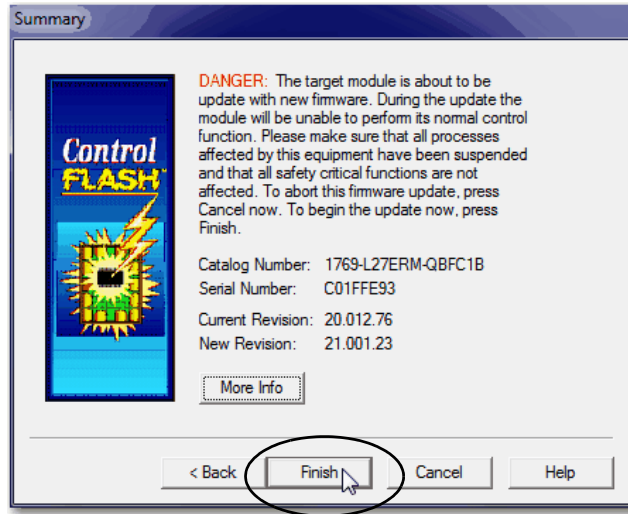 Summary
Control
FLASH™
DANGER: The target module is about to be
update with new firmware. During the update the
module will be unable to perform its normal control
function. Please make sure that all processes
affected by this equipment have been suspended
and that all safety critical functions are not
affected. To abort this firmware update, press
Cancel now. To begin the update now, press
Finish.
Catalog Number: 1769-L27ERM-QBFC1B
Serial Number: C01FFE93
Current Revision: 20.012.76
New Revision: 21.001.23
More Info
< Back Finish Cancel Help